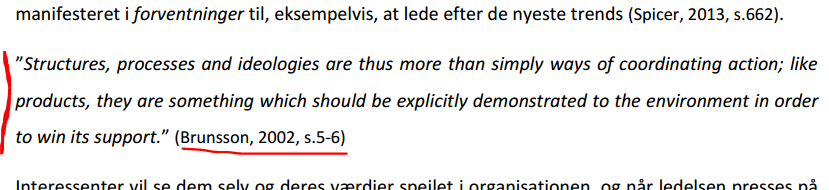 manifesteret i forventninger til, eksempelvis, at lede efter de nyeste trends (Spicer, 2013, s.662).
”Structures, processes and ideologies are thus more than simply ways of coordinating action; like
products, they are something which should be explicitly demonstrated to the environment in order
to win its support.” (Brunsson, 2002, s.5-6)
Interessenter vil se dem selv og deres værdier spejlet i organisationen, og når ledelsen presses på